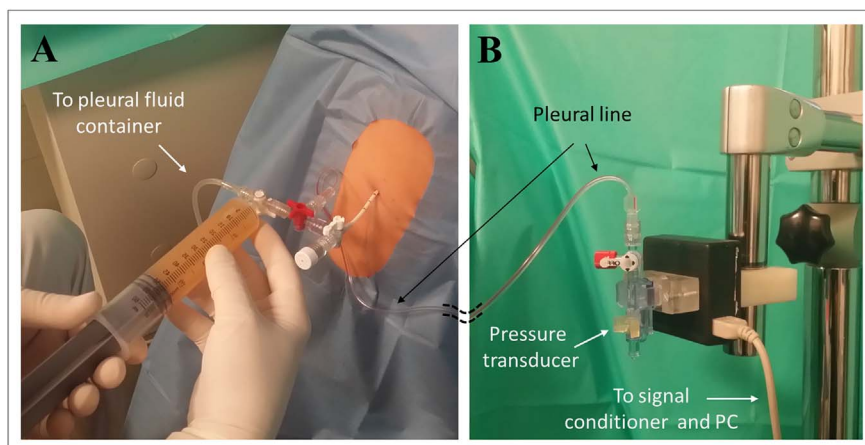 A
To pleural fluid
container
B
Pleural line
Pressure
transducer
To signal
conditioner and PC